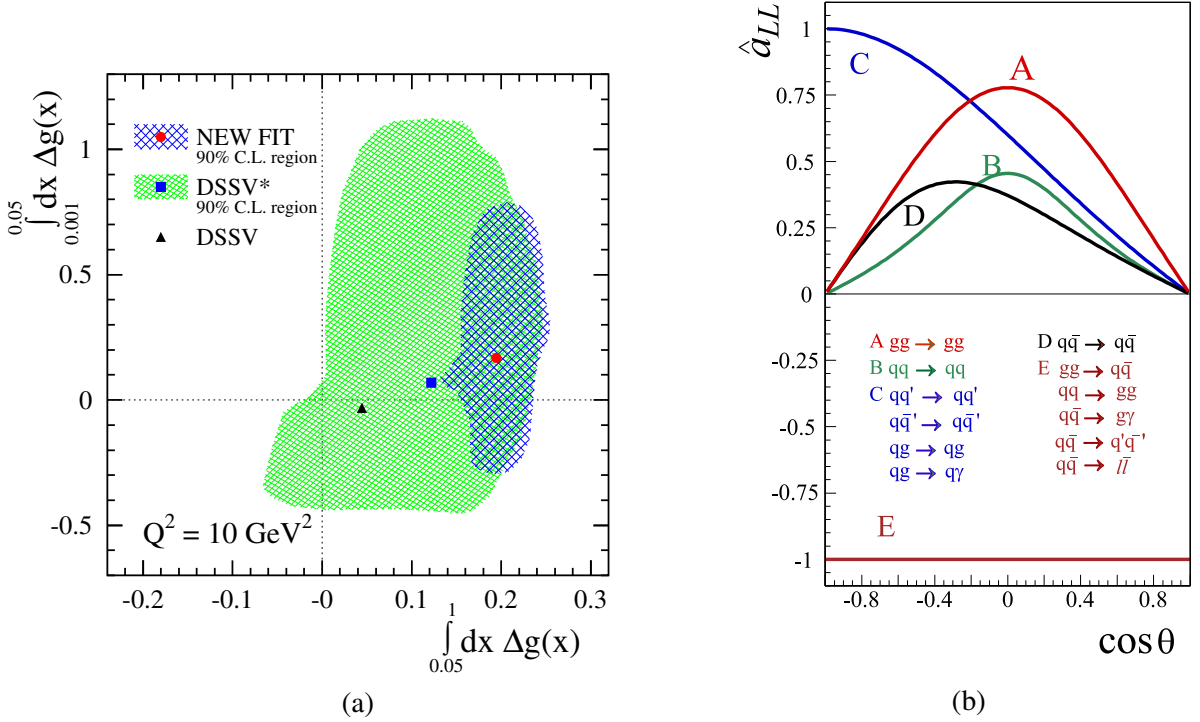 1
0.5
0
-0.5
∫ dx Δg(x)
0.05
0.001
NEW FIT
90% C.L. region
DSSV*
90% C.L. region
DSSV
Q² = 10 GeV²
-0.2 -0.1 -0 0.1 0.2 0.3
1
∫ dx Δg(x)
0.05
(a)
â_LL
1
0.75
0.5
0.25
0
-0.25
-0.5
-0.75
-1
C
A
B
D
A gg → gg
B qq → qq
C qq' → qq'
qq̄' → qq̄'
qg → qg
qg → qγ
D qq̄ → qq̄
E gg → qq̄
qq → gg
qq̄ → gγ
qq̄ → q'q̄'
qq̄ → ll̄
E
-0.8 -0.4 0 0.4 0.8
cos θ
(b)